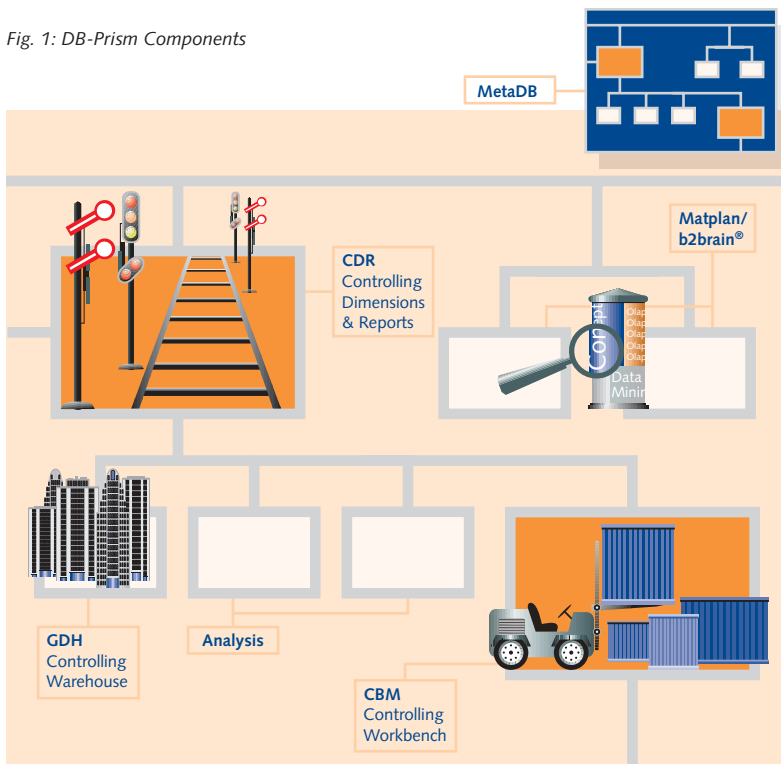 Fig. 1: DB-Prism Components
MetaDB
Matplan/
b2brain®
CDR
Controlling
Dimensions
& Reports
Olap
Olap
Olap
Olap
Olap
Data
GDH
Controlling
Warehouse
Analysis
CBM
Controlling
Workbench